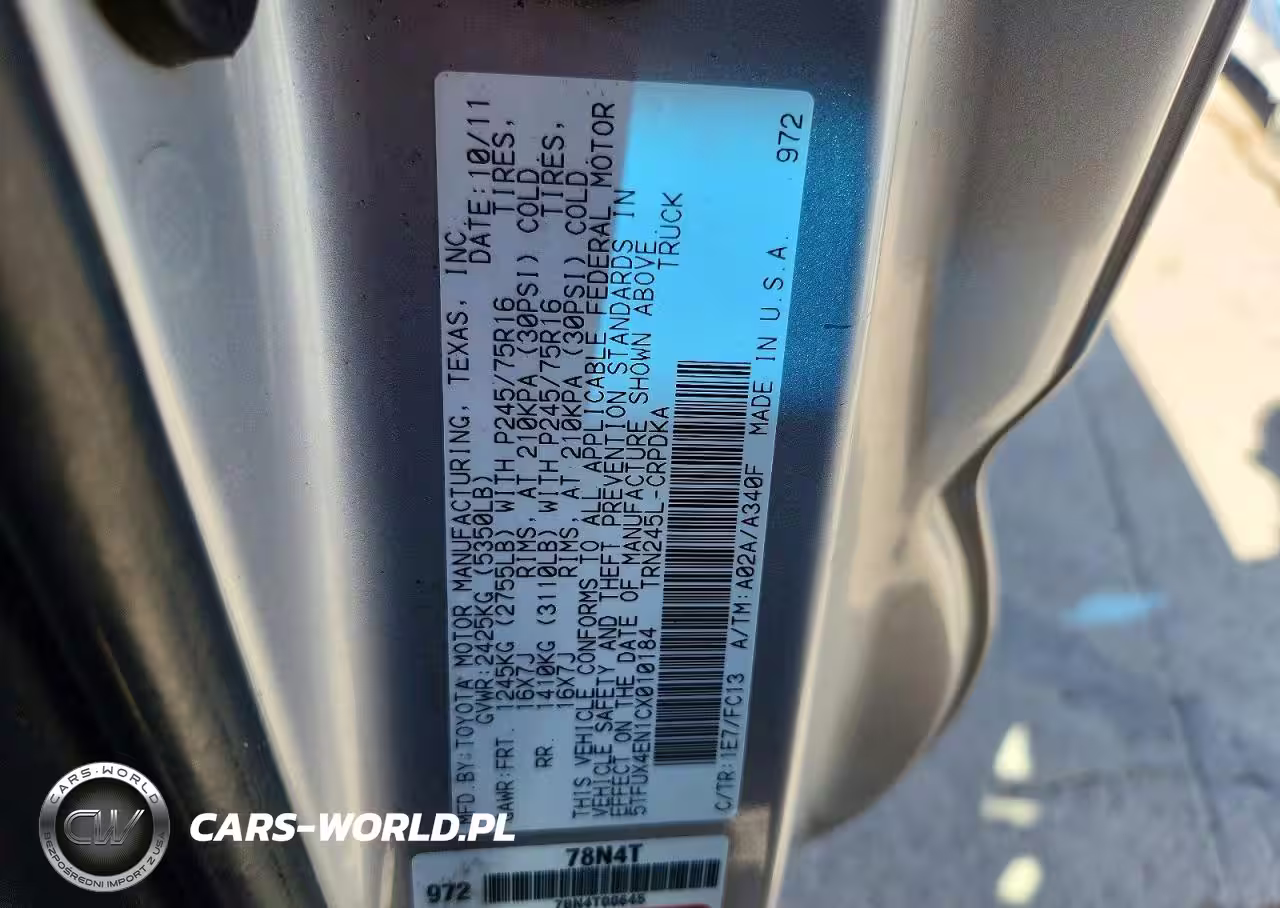 MFD.BY:TOYOTA MOTOR MANUFACTURING, TEXAS, INC.
GVWR:2425KG (5350LB) DATE:10/11
GAWR:FRT. 1245KG (2755LB) WITH P245/75R16 TIRES,
16X7J RIMS, AT 210KPA (30PSI) COLD
RR. 1410KG (3110LB) WITH P245/75R16 TIRES,
16X7J RIMS, AT 210KPA (30PSI) COLD
THIS VEHICLE CONFORMS TO ALL APPLICABLE FEDERAL MOTOR
VEHICLE SAFETY AND THEFT PREVENTION STANDARDS IN
EFFECT ON THE DATE OF MANUFACTURE SHOWN ABOVE.
5TFUX4EN1CX010184 TRUCK
TRN245L-CRPDKA
C/TR:1E7/FC13 A/TM:A02A/A340F MADE IN U.S.A. 972
78N4T
972
78N4T00645
CARS-WORLD
CW
BEZPOŚREDNI IMPORT Z USA
CARS-WORLD.PL